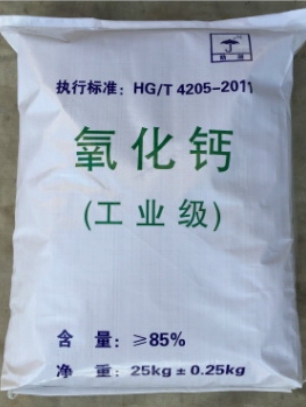 执行标准：HG/T 4205-2011
氧化钙
(工业级)
含 量：≥85%
净 重：25kg±0.25kg